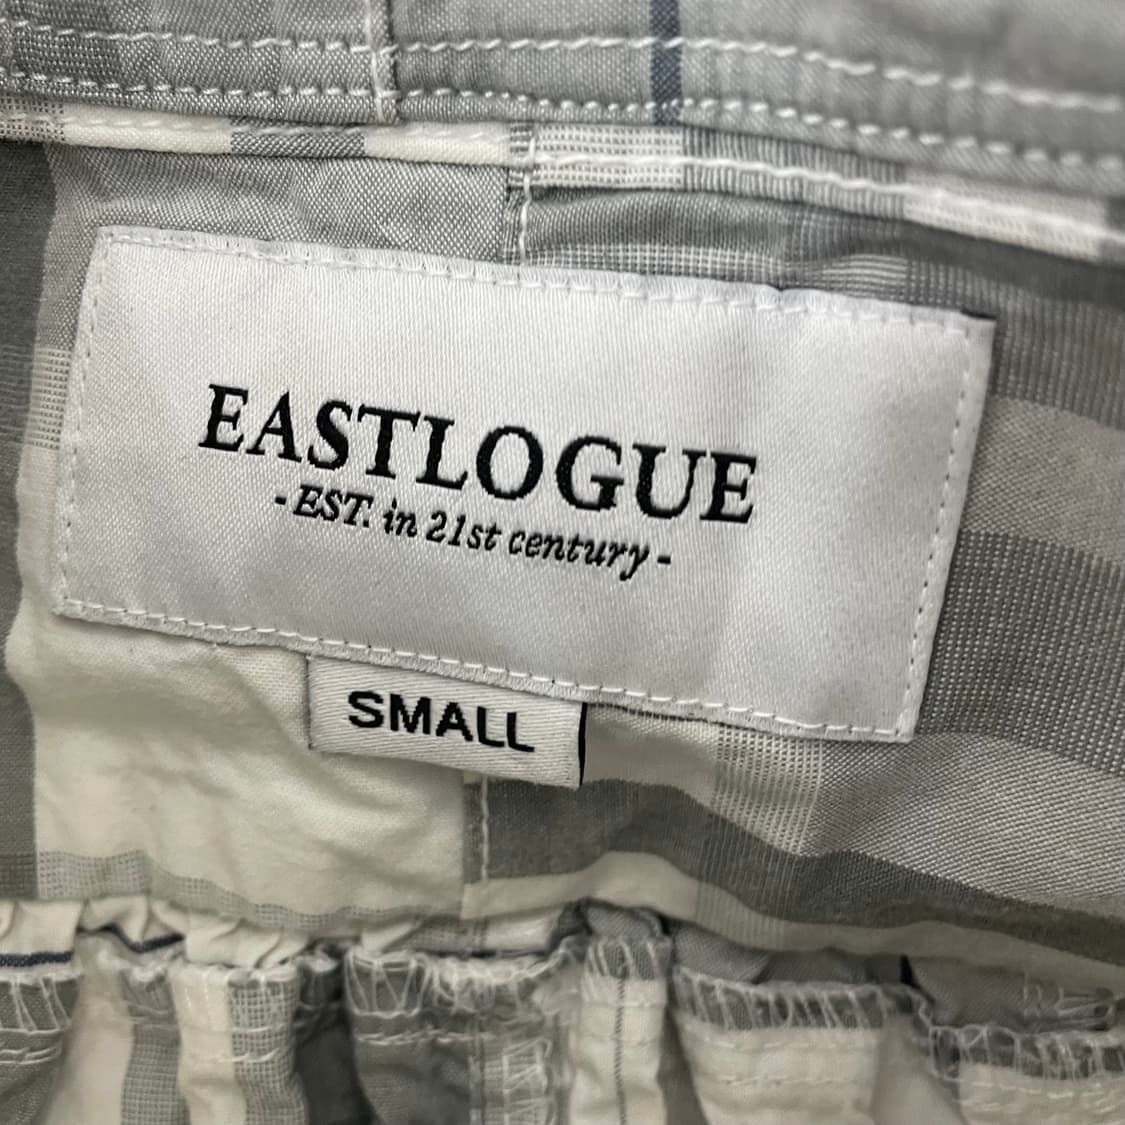 EASTLOGUE
- EST. in 21st century -
SMALL